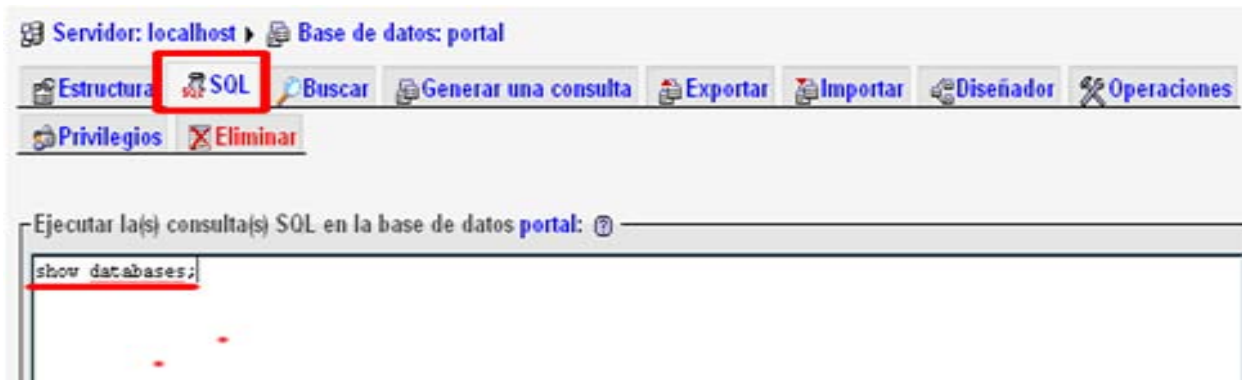 Servidor: localhost ▸ Base de datos: portal
Estructura SQL Buscar Generar una consulta Exportar Importar Diseñador Operaciones
Privilegios Eliminar
Ejecutar la(s) consulta(s) SQL en la base de datos portal:
show databases;